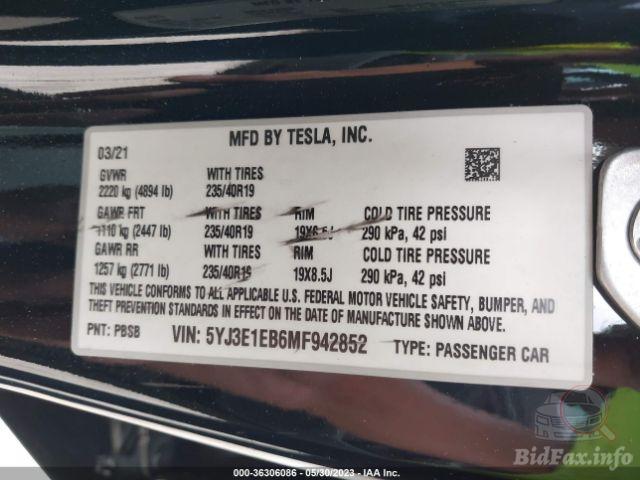 MFD BY TESLA, INC.
03/21
GVWR WITH TIRES
2220 kg (4894 lb) 235/40R19
GAWR FRT WITH TIRES RIM COLD TIRE PRESSURE
1110 kg (2447 lb) 235/40R19 19X8.5J 290 kPa, 42 psi
GAWR RR WITH TIRES RIM COLD TIRE PRESSURE
1257 kg (2771 lb) 235/40R19 19X8.5J 290 kPa, 42 psi
THIS VEHICLE CONFORMS TO ALL APPLICABLE U.S. FEDERAL MOTOR VEHICLE SAFETY, BUMPER, AND
THEFT PREVENTION STANDARDS IN EFFECT ON THE DATE OF MANUFACTURE SHOWN ABOVE.
PNT: PBSB VIN: 5YJ3E1EB6MF942852 TYPE: PASSENGER CAR
BidFax.info
000-36306086 - 05/30/2023 - IAA Inc.